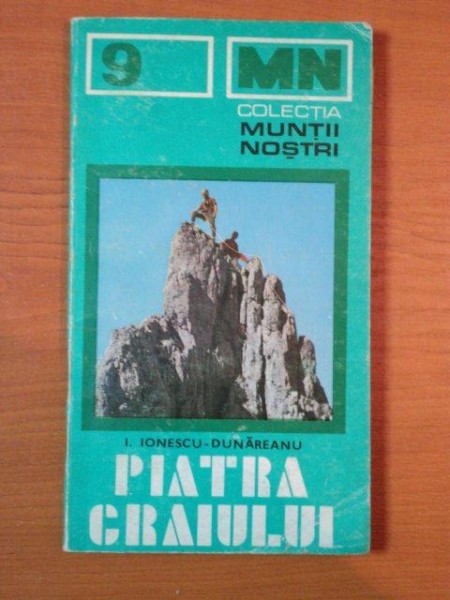 9
MN
COLECȚIA
MUNȚII
NOȘTRI
I. IONESCU-DUNĂREANU
PIATRA
CRAIULUI